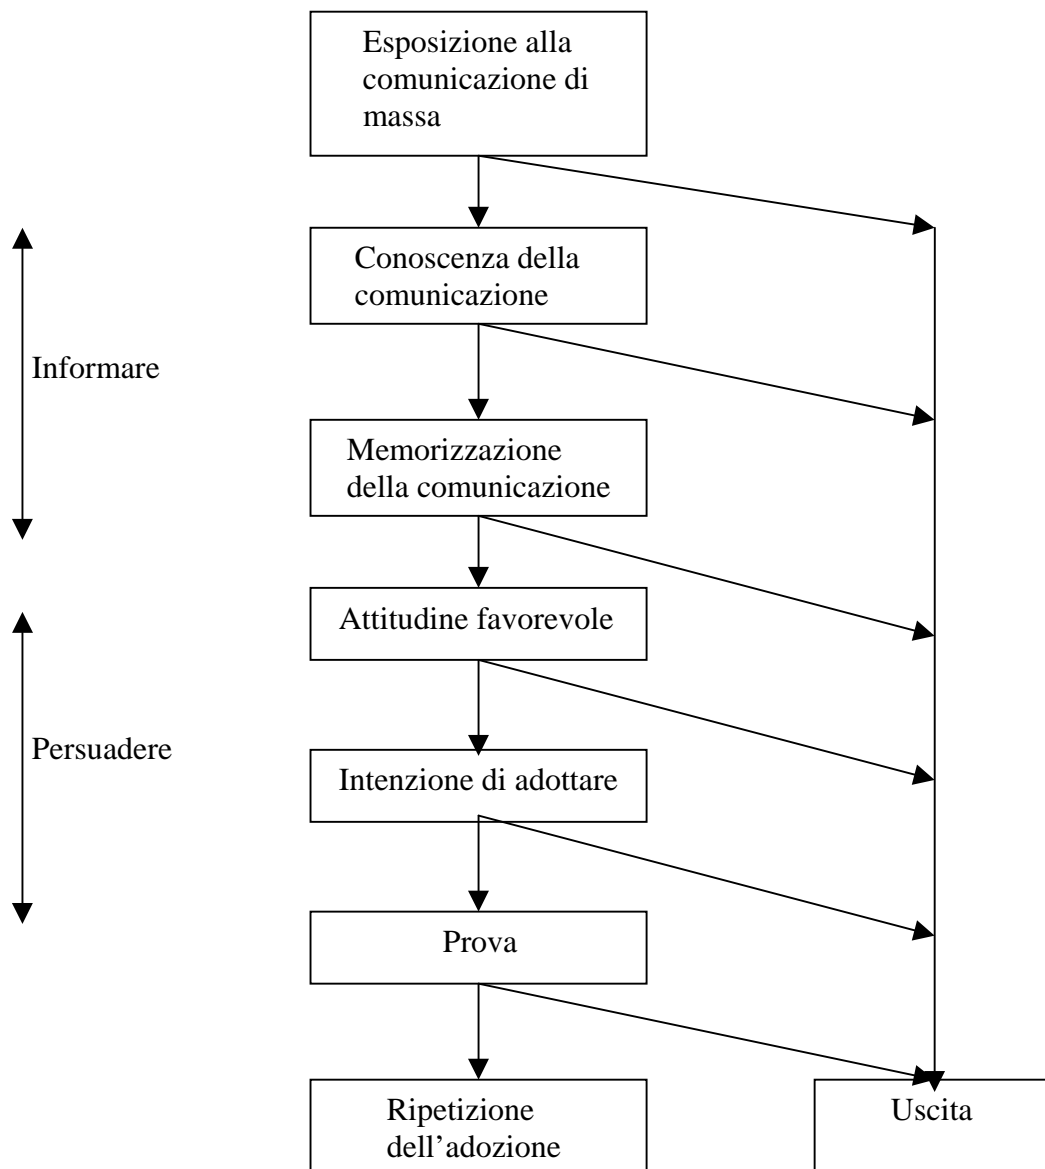 Esposizione alla
comunicazione di
massa
Conoscenza della
comunicazione
Informare
Memorizzazione
della comunicazione
Attitudine favorevole
Persuadere
Intenzione di adottare
Prova
Ripetizione
dell’adozione
Uscita